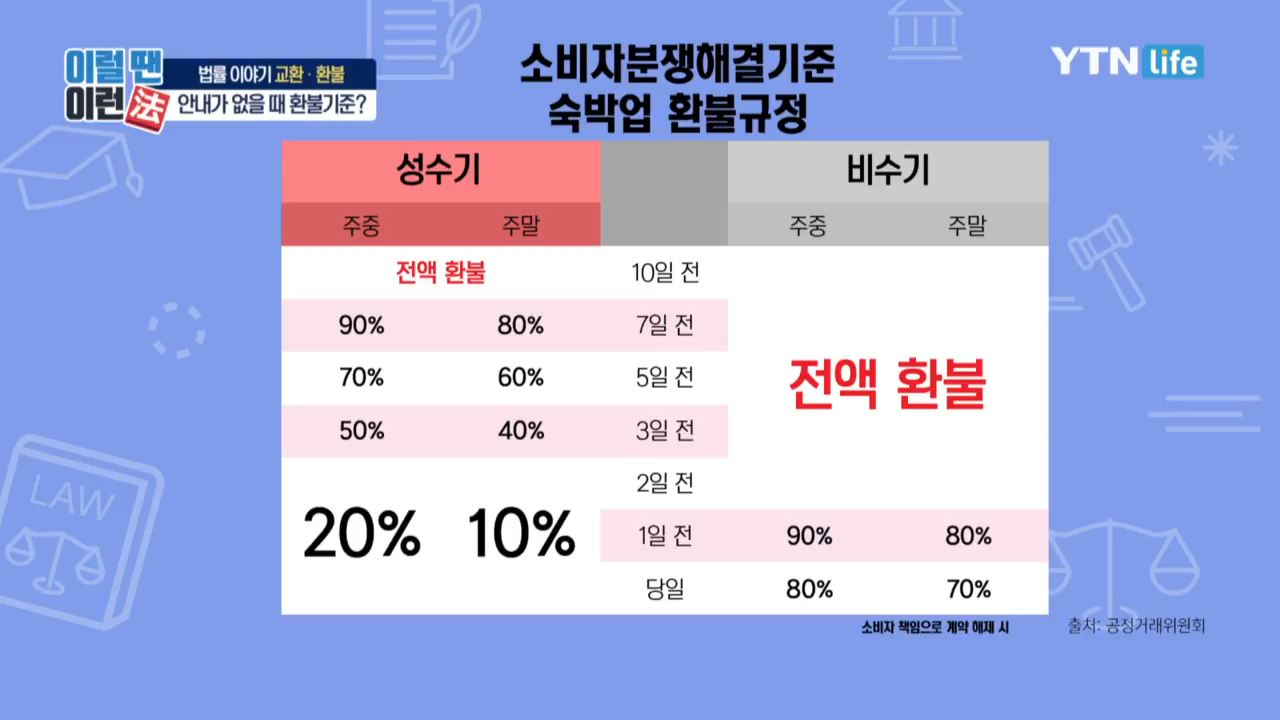 이럴 땐
이런 法
법률 이야기 교환·환불
안내가 없을 때 환불기준?
YTN life
소비자분쟁해결기준
숙박업 환불규정
성수기 비수기
주중 주말 주중 주말
전액 환불 10일 전
90% 80% 7일 전
70% 60% 5일 전
전액 환불
50% 40% 3일 전
2일 전
20% 10% 1일 전 90% 80%
당일 80% 70%
소비자 책임으로 계약 해제 시
출처: 공정거래위원회
LAW